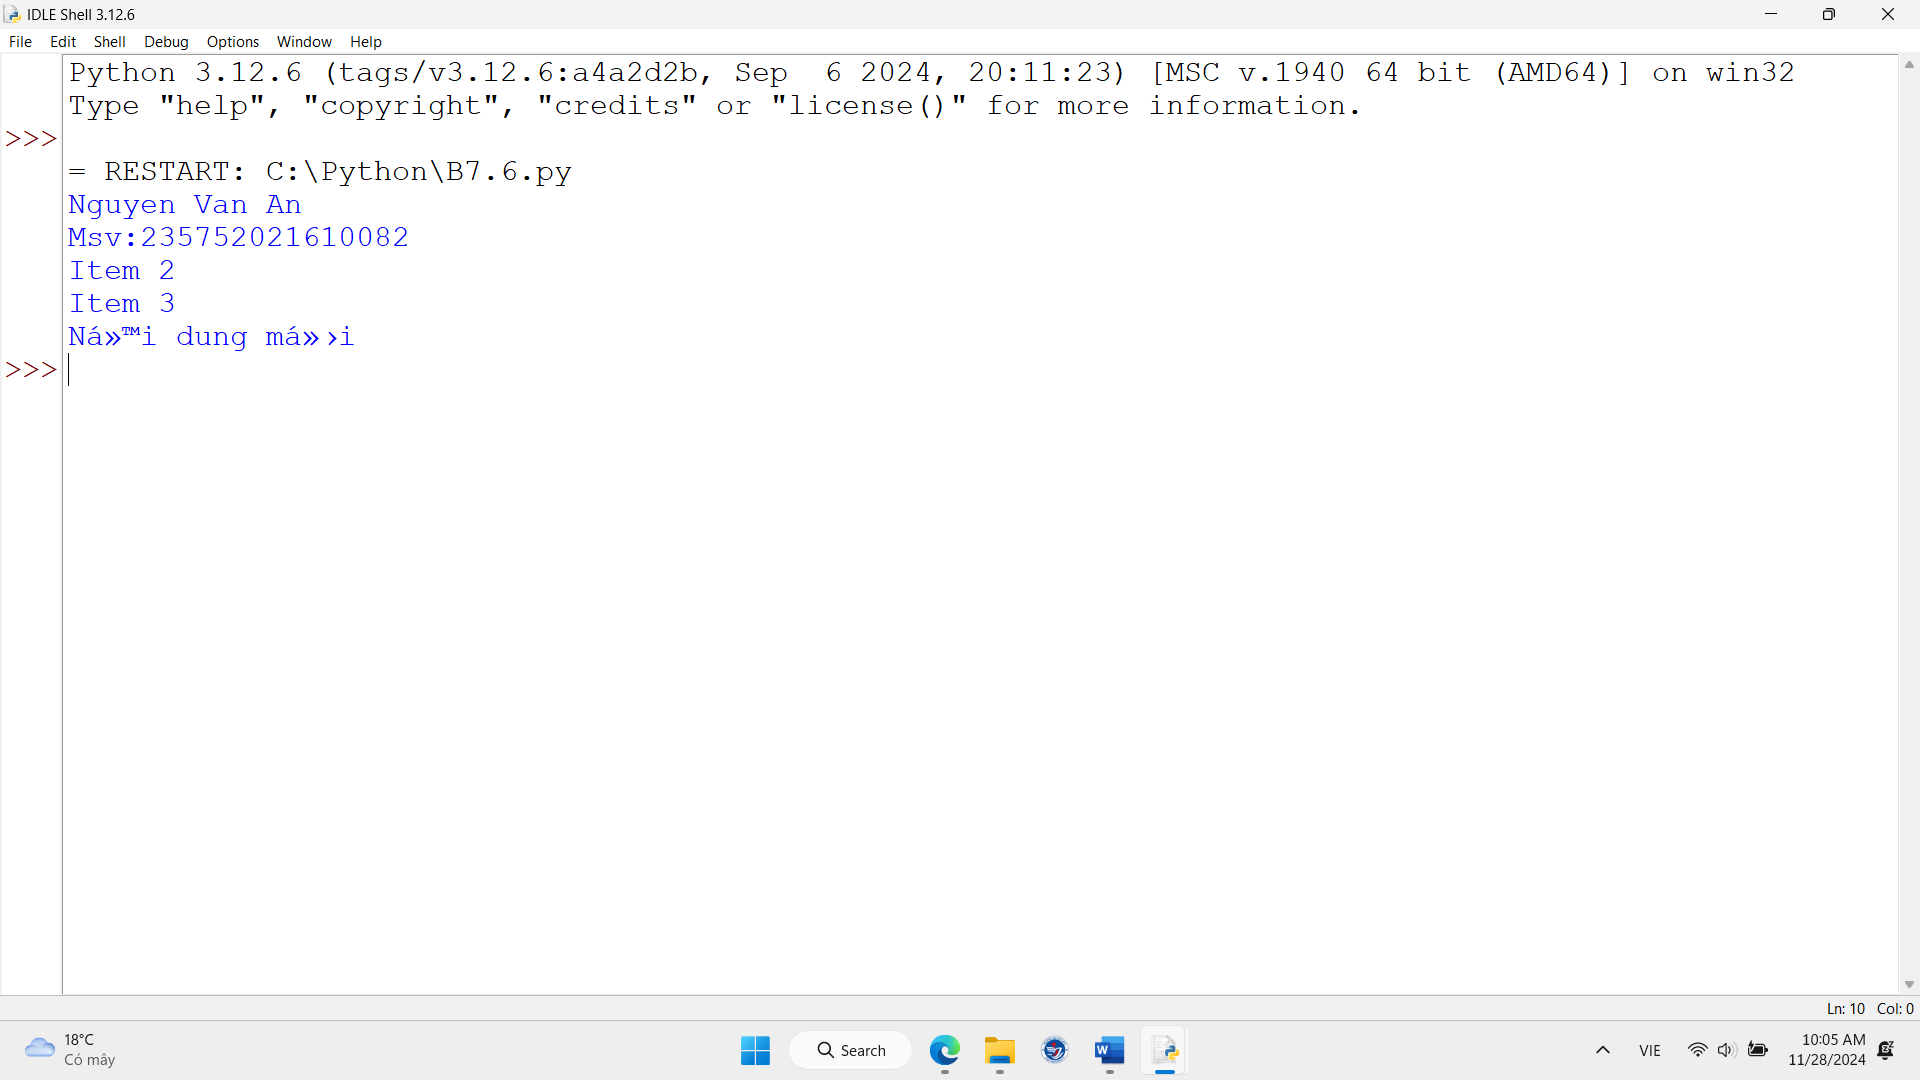 IDLE Shell 3.12.6
File Edit Shell Debug Options Window Help
Python 3.12.6 (tags/v3.12.6:a4a2d2b, Sep  6 2024, 20:11:23) [MSC v.1940 64 bit (AMD64)] on win32
Type "help", "copyright", "credits" or "license()" for more information.
>>>
= RESTART: C:\Python\B7.6.py
Nguyen Van An
Msv:235752021610082
Item 2
Item 3
Ná»™i dung má»›i
>>>
Ln: 10 Col: 0
18°C
Có mây
Search
W
VIE
10:05 AM
11/28/2024